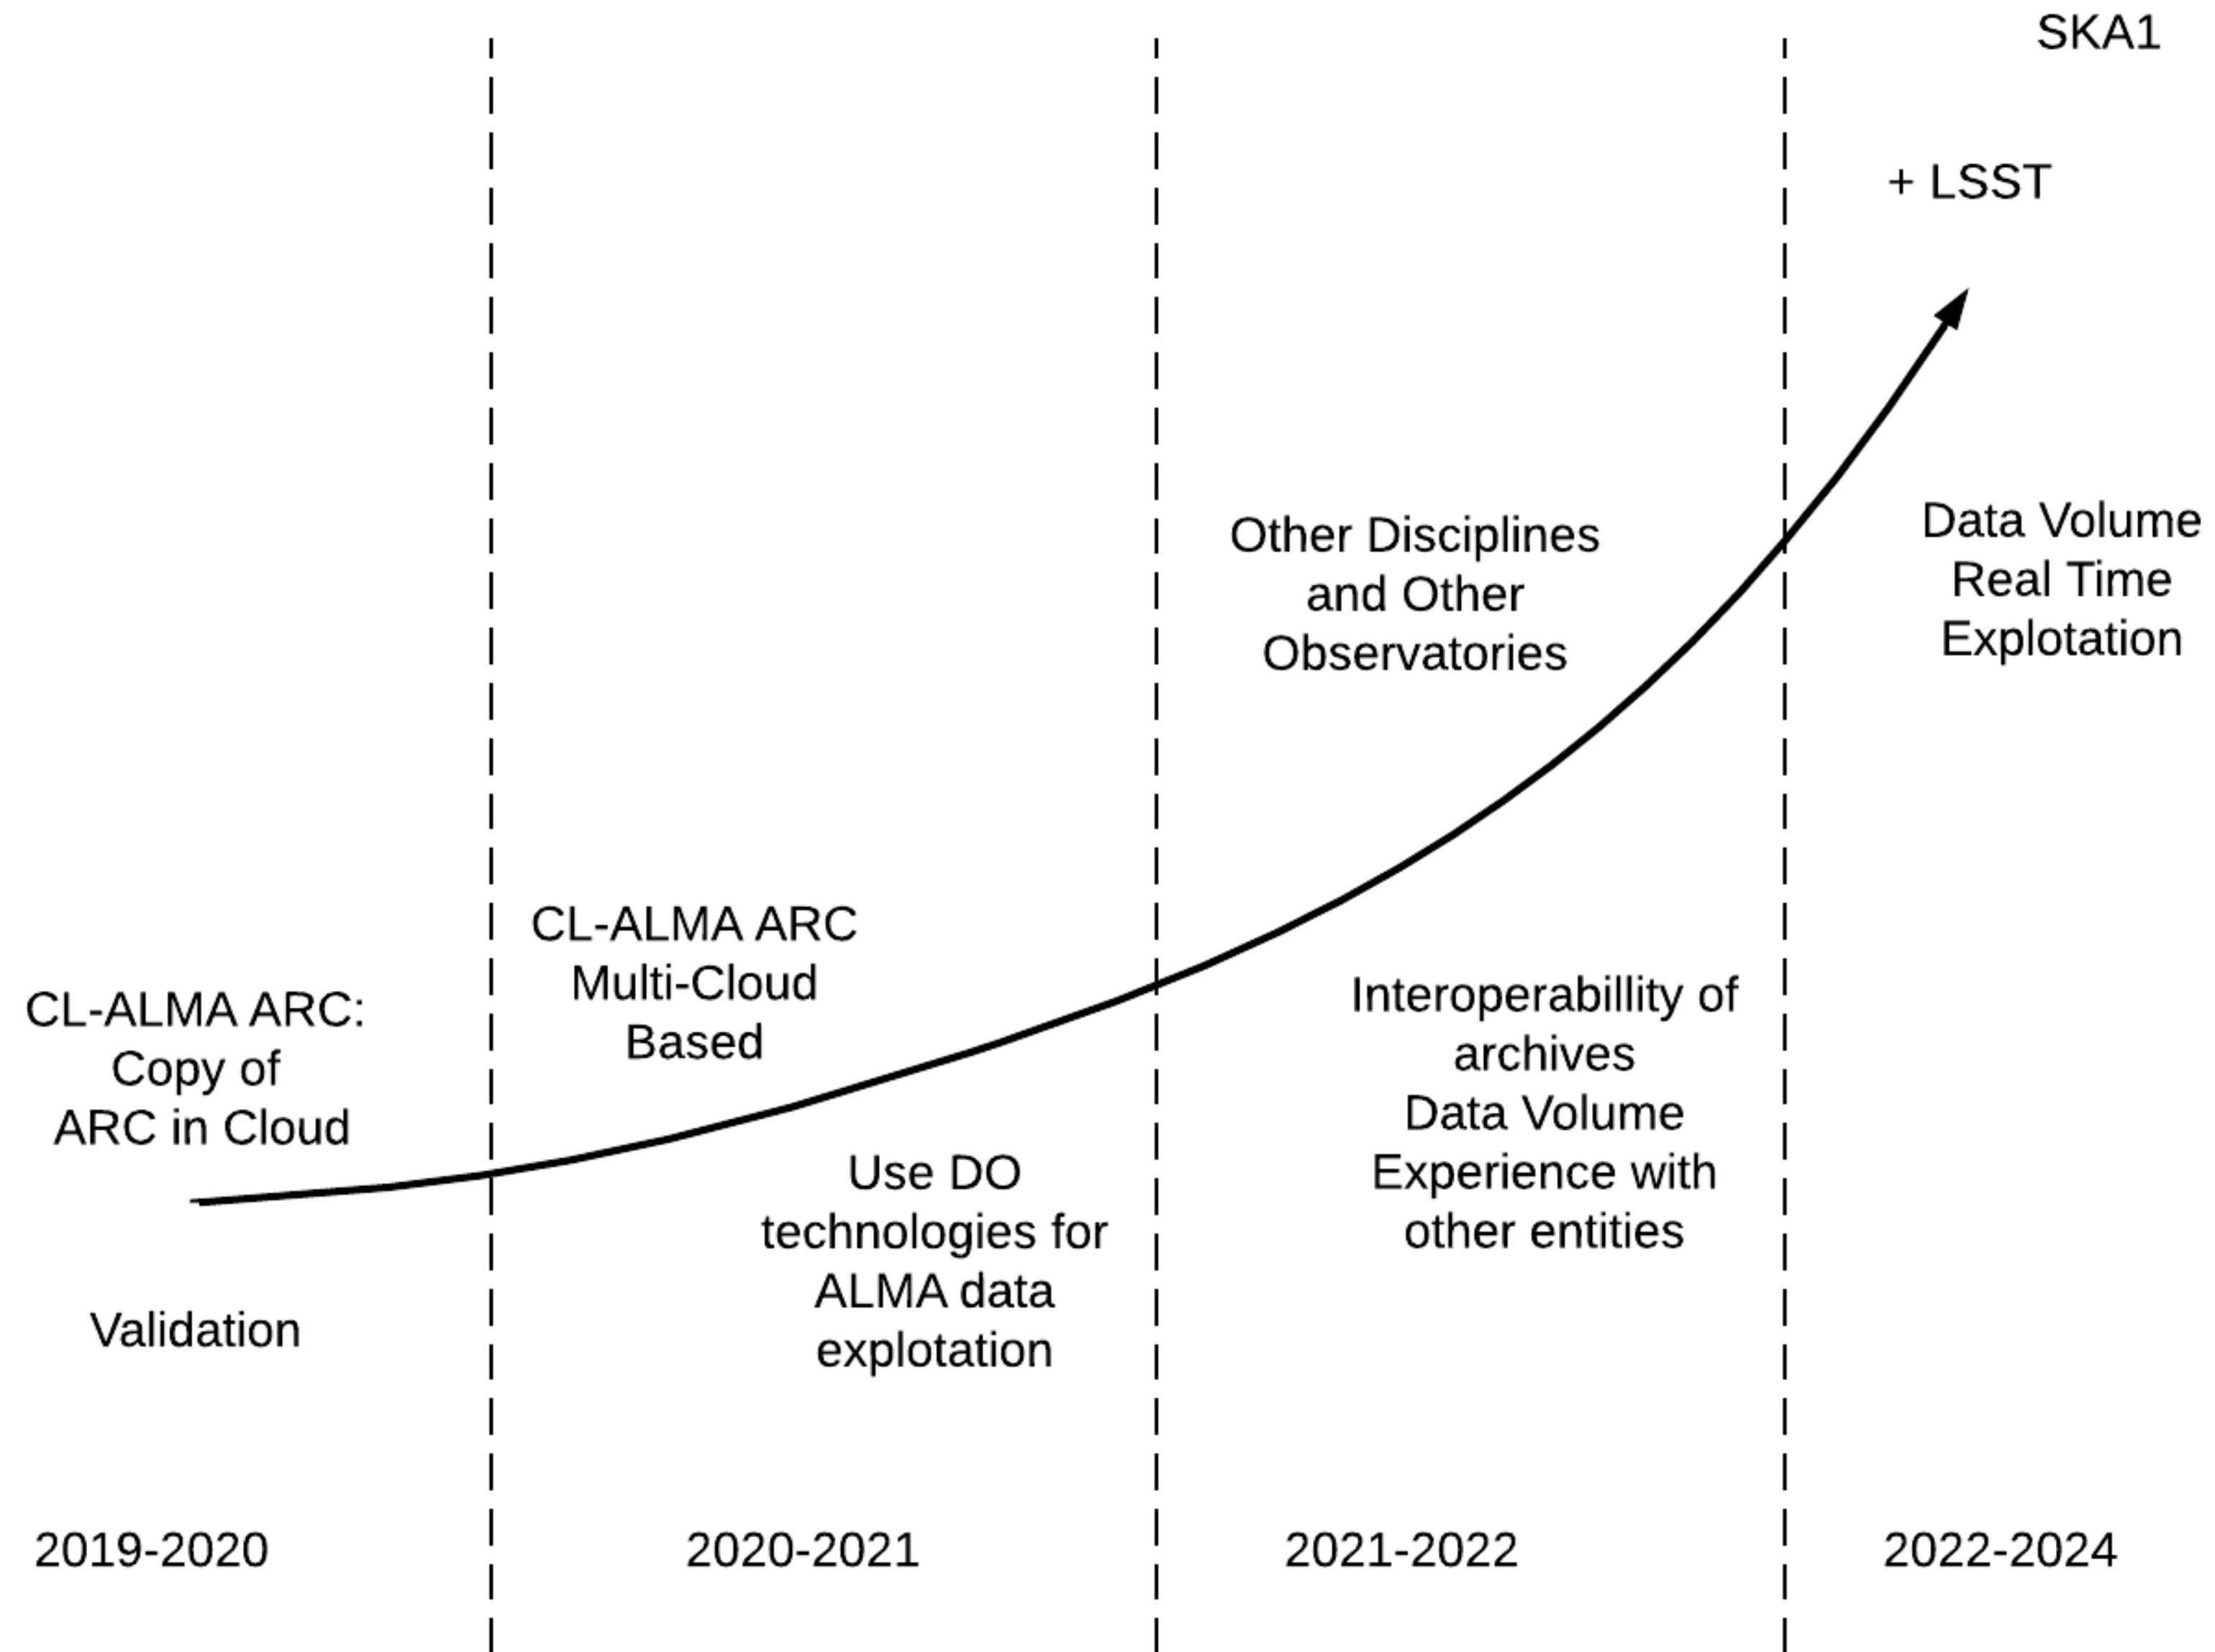 SKA1
+ LSST
Data Volume
Real Time
Explotation
Other Disciplines
and Other
Observatories
CL-ALMA ARC
Multi-Cloud
Based
CL-ALMA ARC:
Copy of
ARC in Cloud
Interoperabillity of
archives
Data Volume
Experience with
other entities
Use DO
technologies for
ALMA data
explotation
Validation
2019-2020
2020-2021
2021-2022
2022-2024